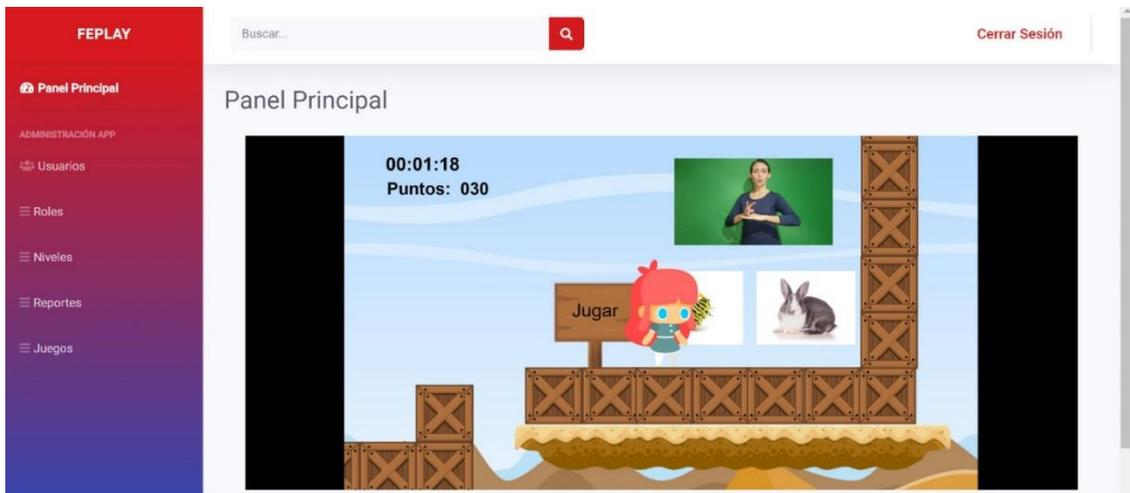 FEPLAY
Buscar...
Cerrar Sesión
Panel Principal
ADMINISTRACIÓN APP
Usuarios
Roles
Niveles
Reportes
Juegos
Panel Principal
00:01:18
Puntos: 030
Jugar